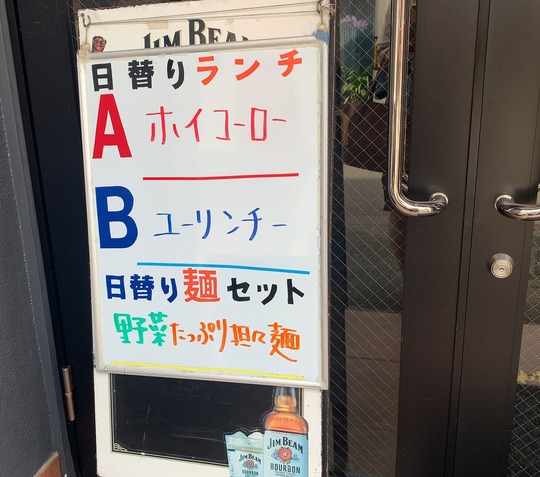 JIM BEAM
日替りランチ
A ホイコーロー
B ユーリンチー
日替り麺セット
野菜たっぷり担々麺
JIM BEAM
BOURBON